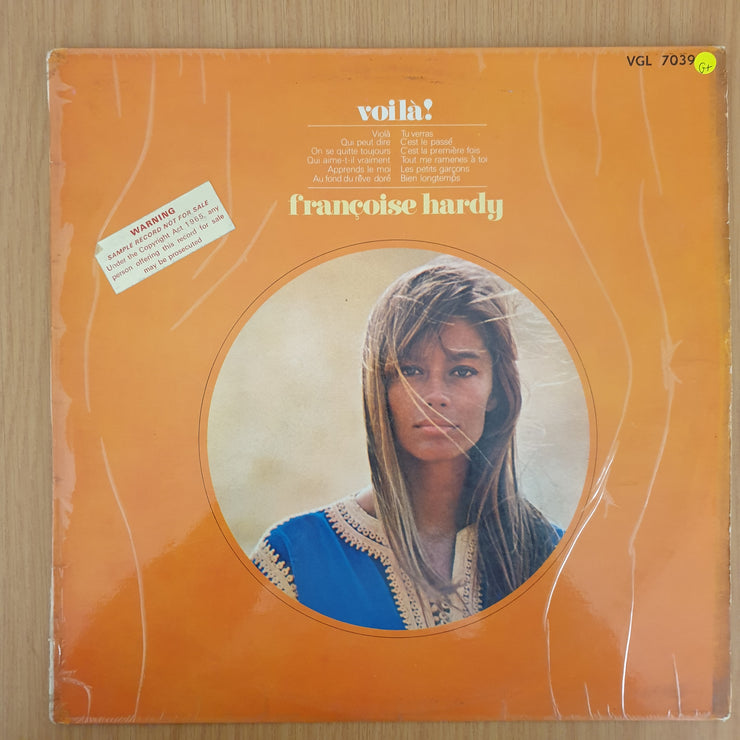 VGL 7039
G+
voilà!
Violà
Qui peut dire
On se quitte toujours
Qui aime-t-il vraiment
Apprends le moi
Au fond du rêve doré
Tu verras
C'est le passé
C'est la première fois
Tout me ramenes à toi
Les petits garçons
Bien longtemps
françoise hardy
WARNING
SAMPLE RECORD NOT FOR SALE
Under the Copyright Act 1965, any
person offering this record for sale
may be prosecuted